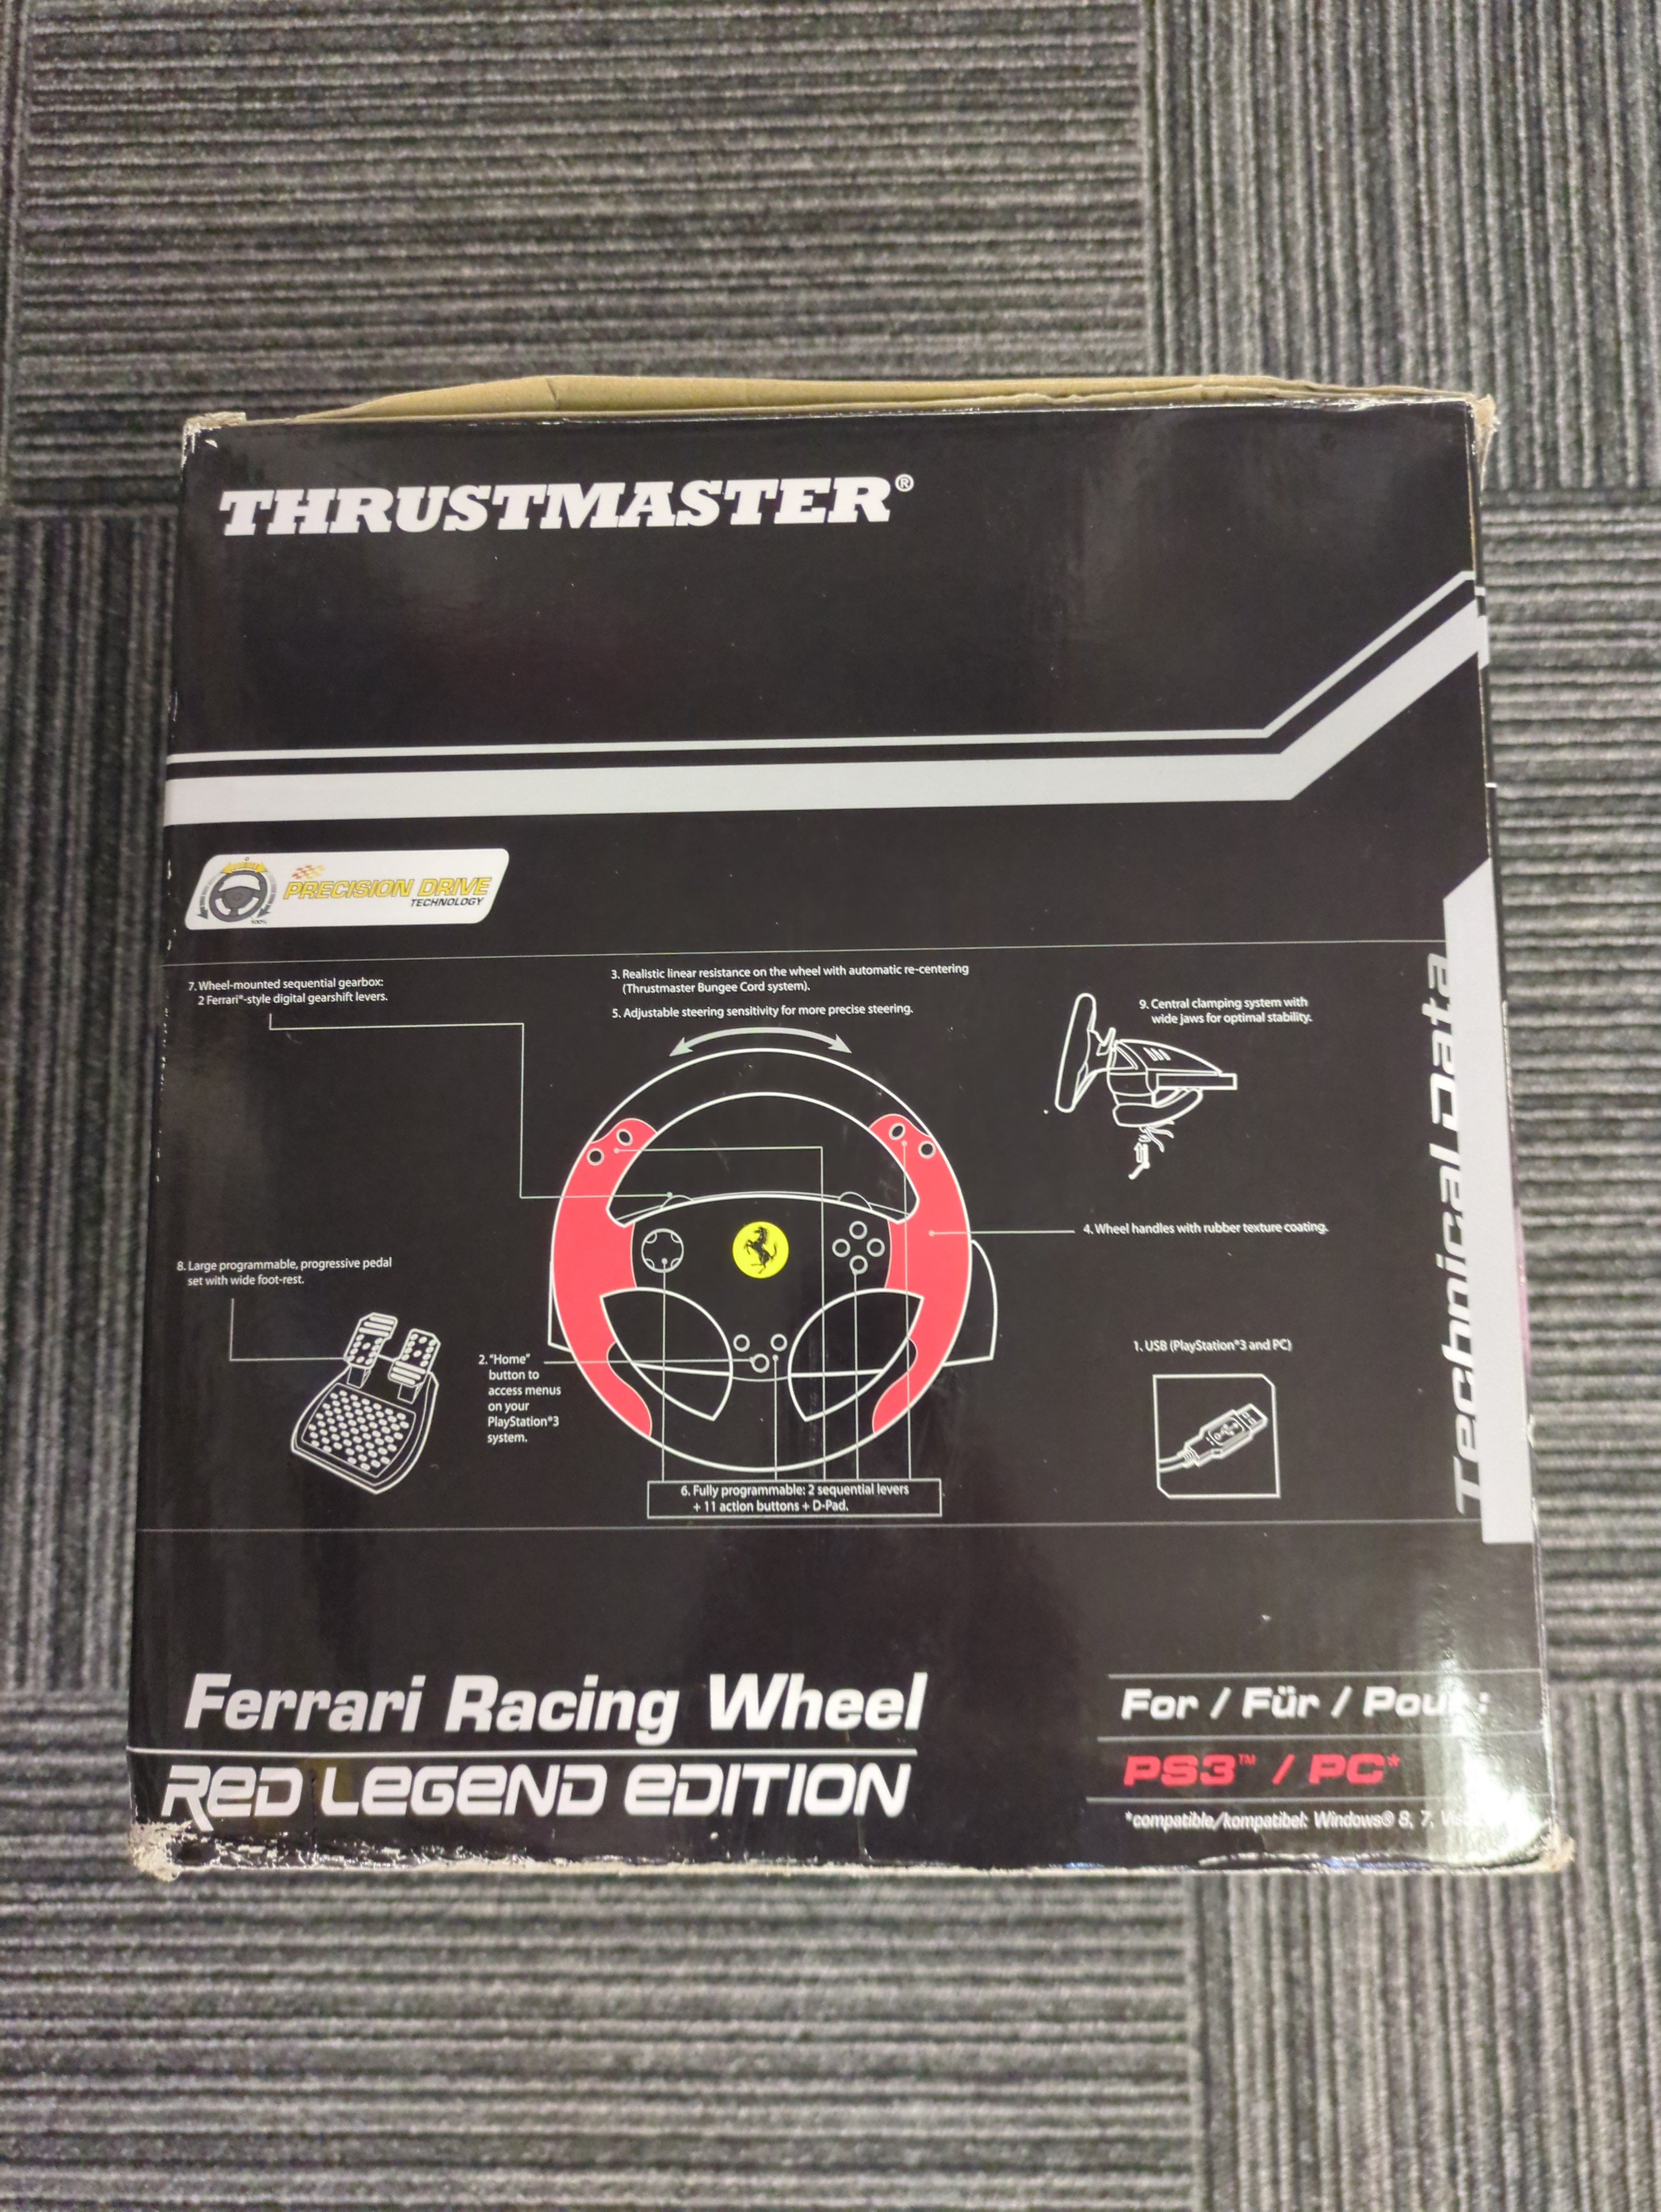 THRUSTMASTER®
PRECISION DRIVE
TECHNOLOGY
7. Wheel-mounted sequential gearbox:
2 Ferrari®-style digital gearshift levers.
3. Realistic linear resistance on the wheel with automatic re-centering
(Thrustmaster Bungee Cord system).
5. Adjustable steering sensitivity for more precise steering.
9. Central clamping system with
wide jaws for optimal stability.
Technical Data
4. Wheel handles with rubber texture coating.
8. Large programmable, progressive pedal
set with wide foot-rest.
2. "Home"
button to
access menus
on your
PlayStation®3
system.
1. USB (PlayStation®3 and PC)
6. Fully programmable: 2 sequential levers
+ 11 action buttons + D-Pad.
Ferrari Racing Wheel
RED LEGEND EDITION
For / Für / Pour :
PS3™ / PC*
*compatible/kompatibel: Windows® 8, 7,